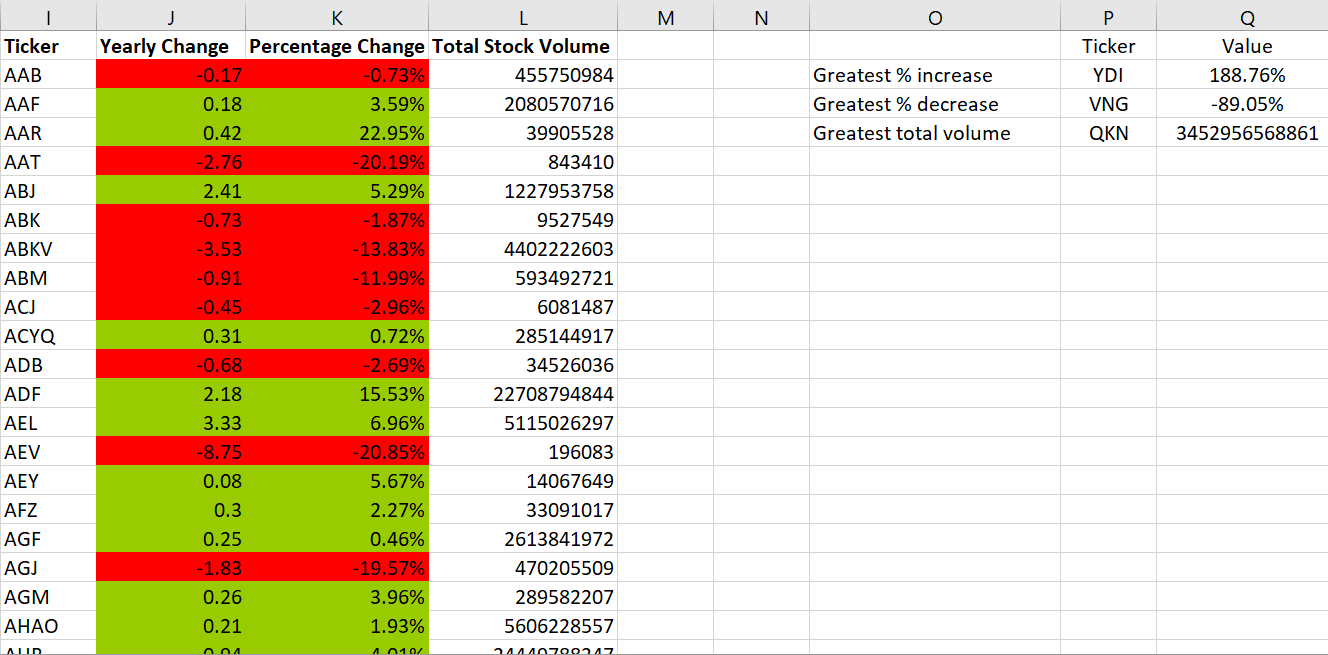 I J K L M N O P Q
Ticker Yearly Change Percentage Change Total Stock Volume Ticker Value
AAB -0.17 -0.73% 455750984 Greatest % increase YDI 188.76%
AAF 0.18 3.59% 2080570716 Greatest % decrease VNG -89.05%
AAR 0.42 22.95% 39905528 Greatest total volume QKN 3452956568861
AAT -2.76 -20.19% 843410
ABJ 2.41 5.29% 1227953758
ABK -0.73 -1.87% 9527549
ABKV -3.53 -13.83% 4402222603
ABM -0.91 -11.99% 593492721
ACJ -0.45 -2.96% 6081487
ACYQ 0.31 0.72% 285144917
ADB -0.68 -2.69% 34526036
ADF 2.18 15.53% 22708794844
AEL 3.33 6.96% 5115026297
AEV -8.75 -20.85% 196083
AEY 0.08 5.67% 14067649
AFZ 0.3 2.27% 33091017
AGF 0.25 0.46% 2613841972
AGJ -1.83 -19.57% 470205509
AGM 0.26 3.96% 289582207
AHAO 0.21 1.93% 5606228557